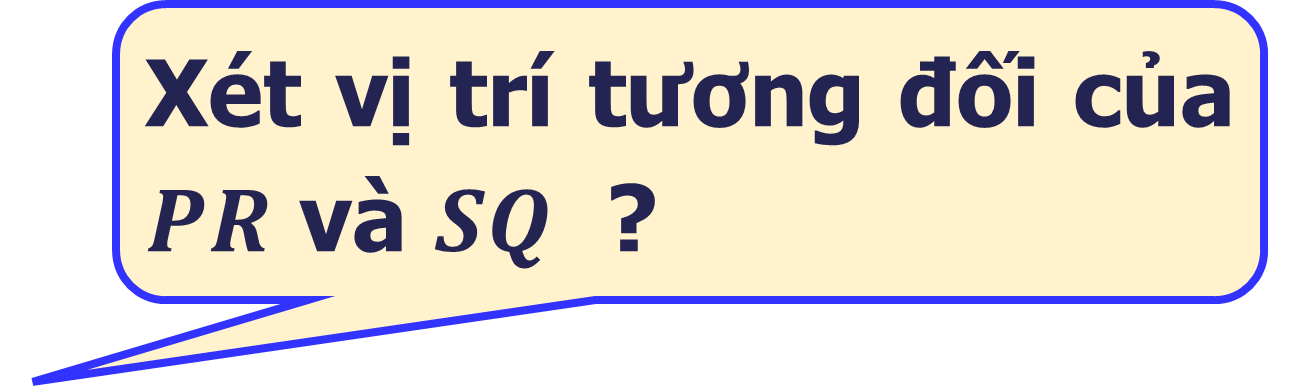 Xét vị trí tương đối của
PR và SQ ?